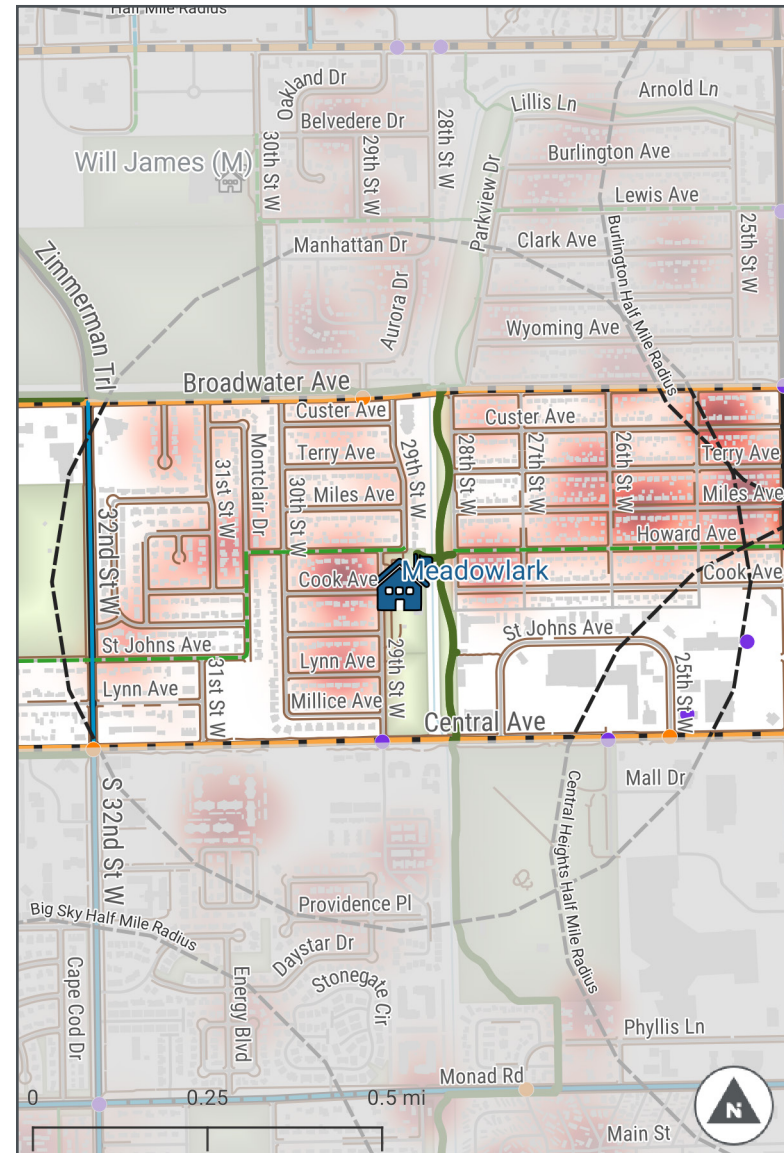 Half Mile Radius
Oakland Dr
Lillis Ln
Arnold Ln
Belvedere Dr
28th St W
30th St W
29th St W
Burlington Ave
Will James (M)
Parkview Dr
Lewis Ave
Burlington Half Mile Radius
25th St W
Manhattan Dr
Clark Ave
Zimmerman Trl
Aurora Dr
Wyoming Ave
Broadwater Ave
Custer Ave
Custer Ave
Montclair Dr
Terry Ave
29th St W
28th St W
27th St W
26th St W
Terry Ave
31st St W
30th St W
Miles Ave
Miles Ave
32nd St W
Howard Ave
Cook Ave
Meadowlark
Cook Ave
St Johns Ave
St Johns Ave
Lynn Ave
29th St W
25th St W
Lynn Ave
31st St W
Millice Ave
Central Ave
S 32nd St W
Mall Dr
Central Heights Half Mile Radius
Providence Pl
Big Sky Half Mile Radius
Daystar Dr
Cape Cod Dr
Energy Blvd
Stonegate Cir
Phyllis Ln
Monad Rd
0
0.25
0.5 mi
N
Main St